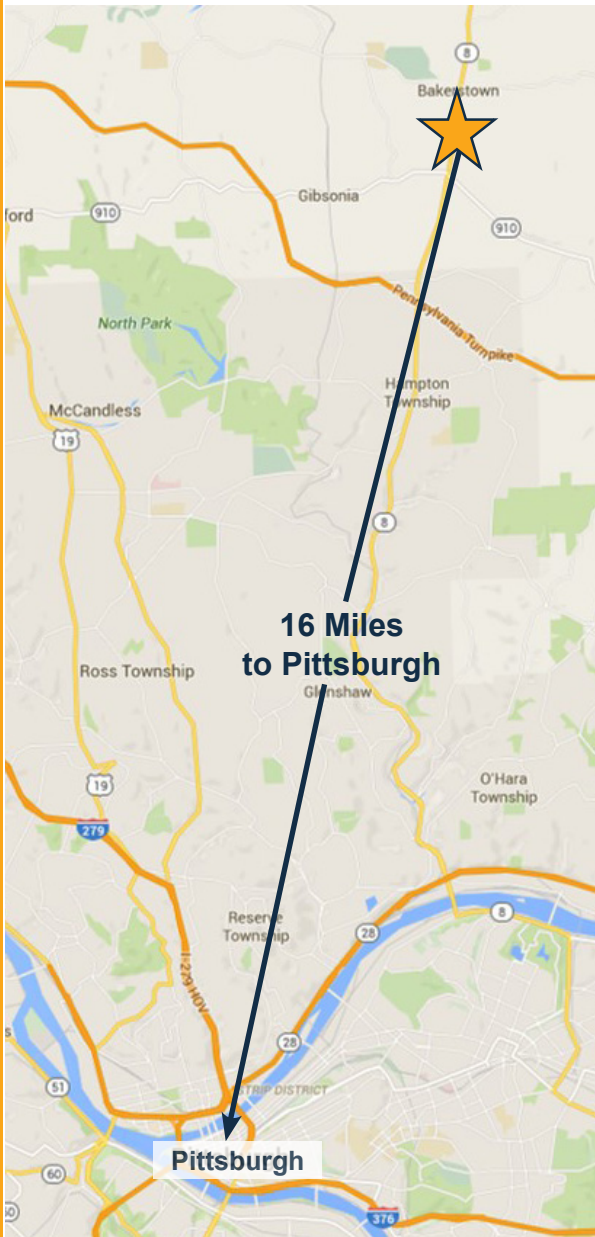 8
Bakerstown
Gibsonia
ford
910
910
North Park
Pennsylvania Turnpike
Hampton
Township
McCandless
19
8
16 Miles
to Pittsburgh
Ross Township
Glenshaw
O'Hara
Township
19
279
8
Reserve
Township
28
I-279 HOV
28
51
STRIP DISTRICT
Pittsburgh
60
376